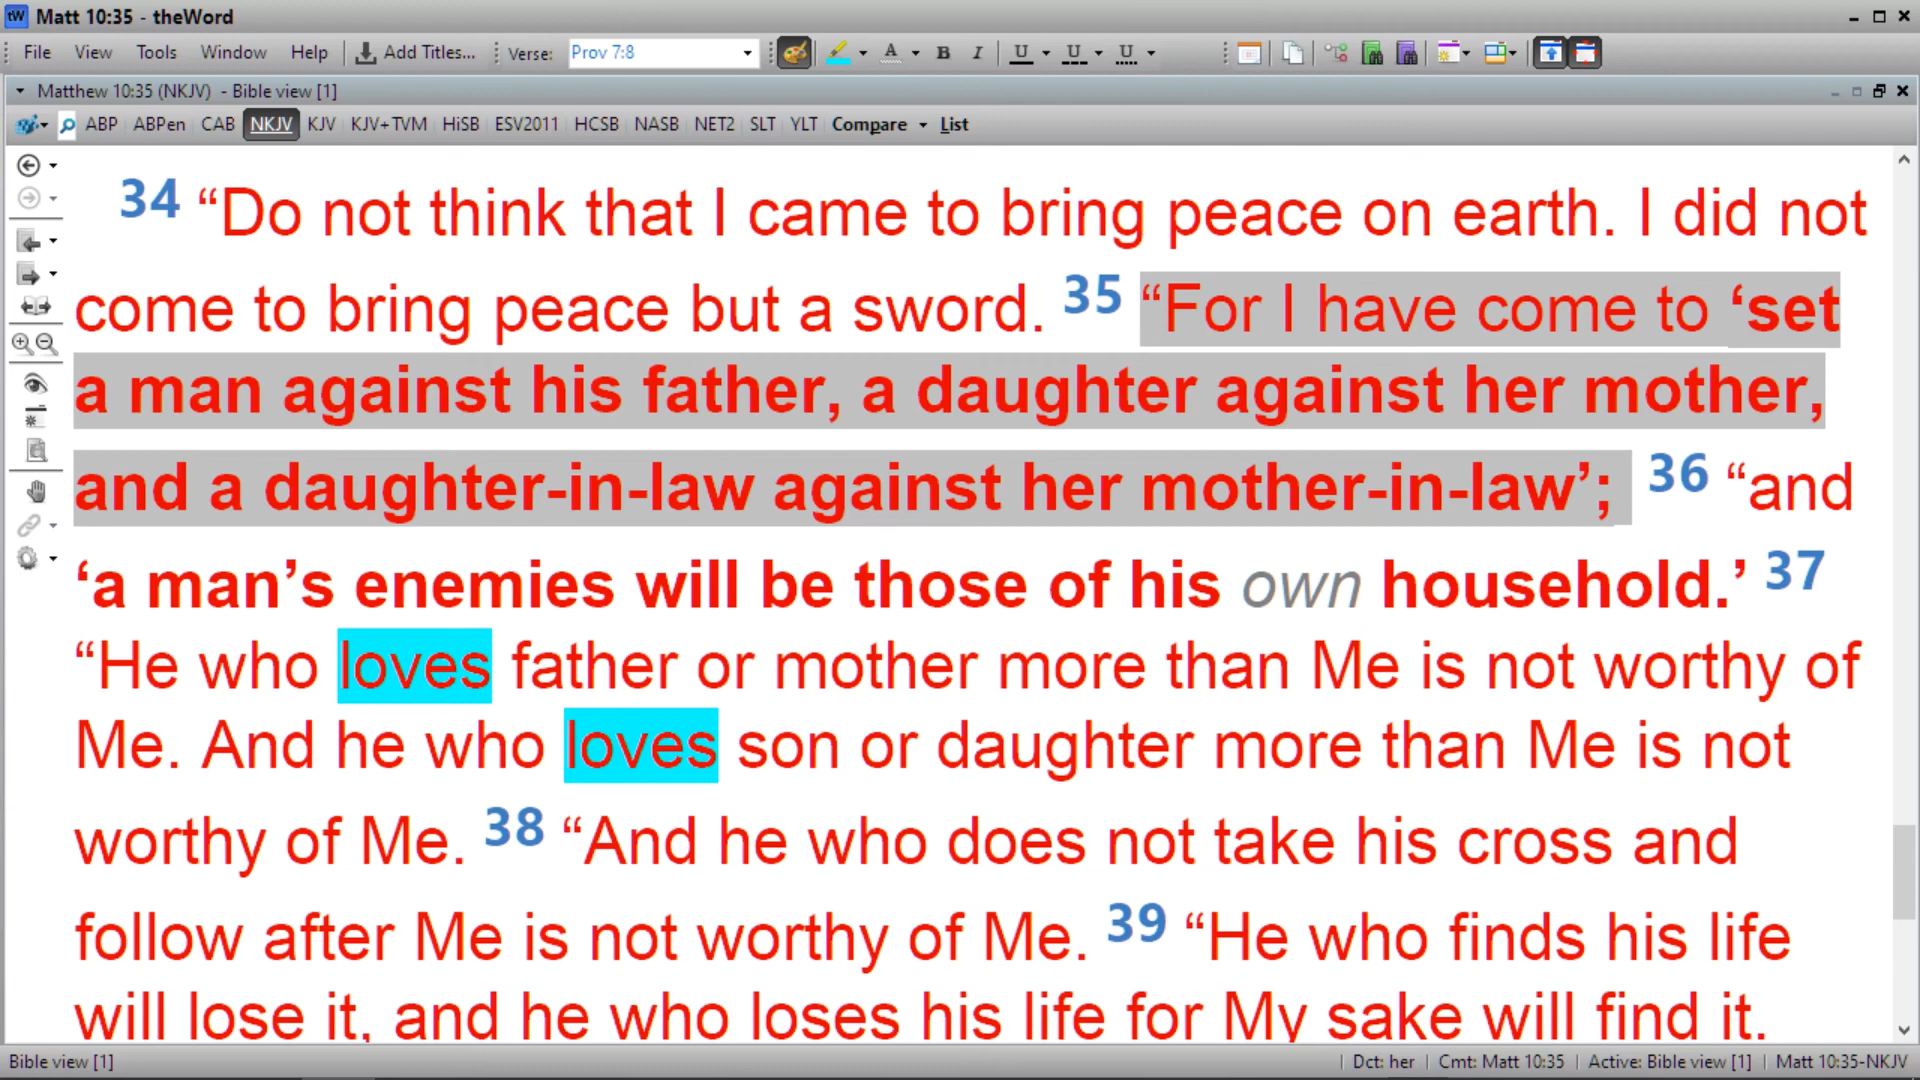 Matt 10:35 - theWord
File View Tools Window Help Add Titles... Verse: Prov 7:8 A B I U U U
Matthew 10:35 (NKJV) - Bible view [1]
ABP ABPen CAB NKJV KJV KJV+TVM HiSB ESV2011 HCSB NASB NET2 SLT YLT Compare List
34 “Do not think that I came to bring peace on earth. I did not
come to bring peace but a sword. 35 “For I have come to ‘set
a man against his father, a daughter against her mother,
and a daughter-in-law against her mother-in-law’; 36 “and
‘a man’s enemies will be those of his own household.’ 37
“He who loves father or mother more than Me is not worthy of
Me. And he who loves son or daughter more than Me is not
worthy of Me. 38 “And he who does not take his cross and
follow after Me is not worthy of Me. 39 “He who finds his life
will lose it, and he who loses his life for My sake will find it.
Bible view [1] Dct: her Cmt: Matt 10:35 Active: Bible view [1] Matt 10:35-NKJV